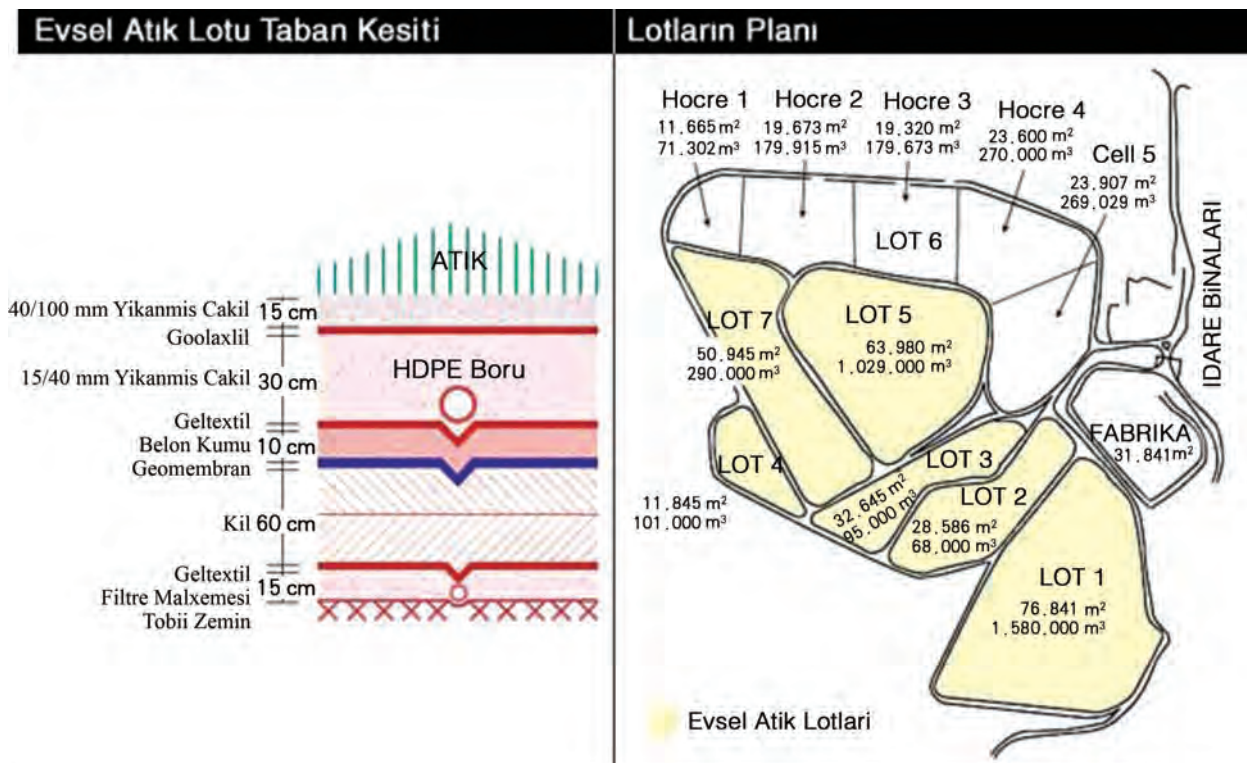 Evsel Atık Lotu Taban Kesiti
ATIK
40/100 mm Yikanmis Cakil 15 cm
Goolaxlil
15/40 mm Yikanmis Cakil 30 cm
HDPE Boru
Geltextil
Belon Kumu 10 cm
Geomembran
Kil 60 cm
Geltextil
15 cm
Filtre Malxemesi
Tobii Zemin
Lotların Planı
Hocre 1
11.665 m²
71.302 m³
Hocre 2
19.673 m²
179.915 m³
Hocre 3
19.320 m²
179.673 m³
Hocre 4
23.600 m²
270.000 m³
Cell 5
23.907 m²
269.029 m³
LOT 6
IDARE BiNALARI
LOT 7
50.945 m²
290.000 m³
LOT 5
63.980 m²
1.029.000 m³
FABRIKA
31.841 m²
LOT 4
11.845 m²
101.000 m³
LOT 3
32.645 m²
95.000 m³
LOT 2
28.586 m²
68.000 m³
LOT 1
76.841 m²
1.580.000 m³
Evsel Atik Lotlari